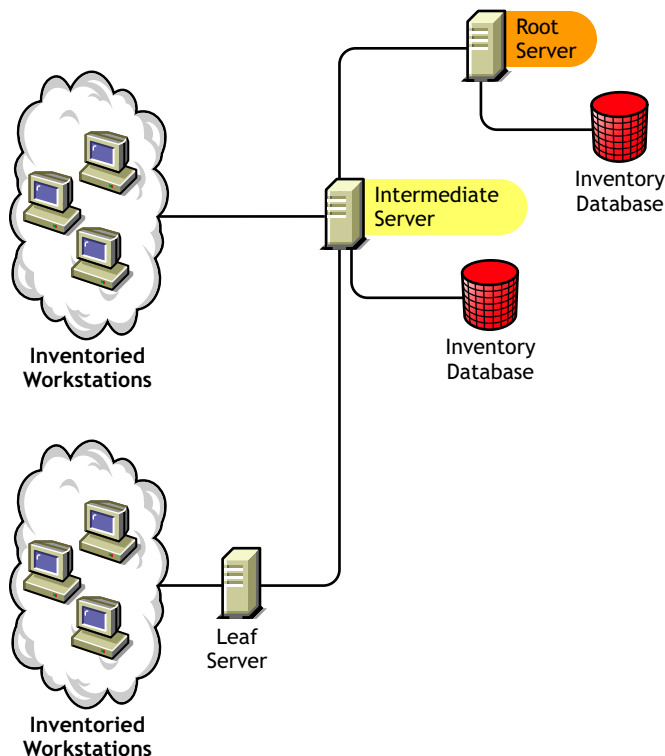 Root
Server
Inventory
Database
Intermediate
Server
Inventory
Database
Inventoried
Workstations
Leaf
Server
Inventoried
Workstations